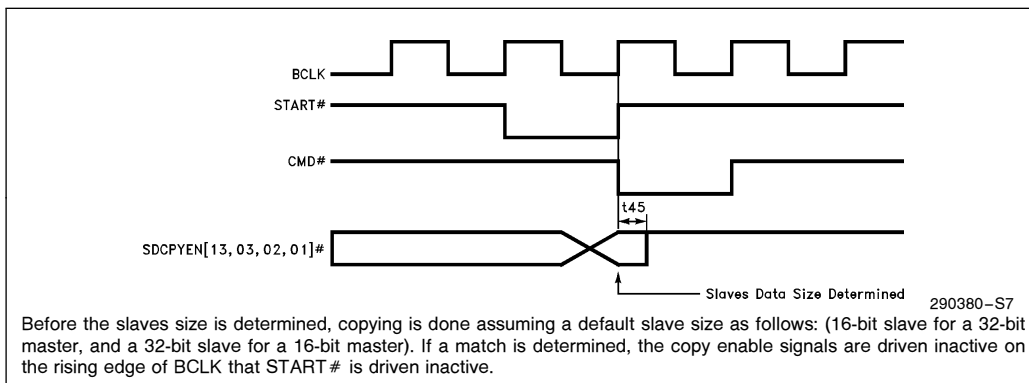 BCLK
START#
CMD#
t45
SDCPYEN[13,03,02,01]#
Slaves Data Size Determined
290380–S7
Before the slaves size is determined, copying is done assuming a default slave size as follows: (16-bit slave for a 32-bit
master, and a 32-bit slave for a 16-bit master). If a match is determined, the copy enable signals are driven inactive on
the rising edge of BCLK that START# is driven inactive.